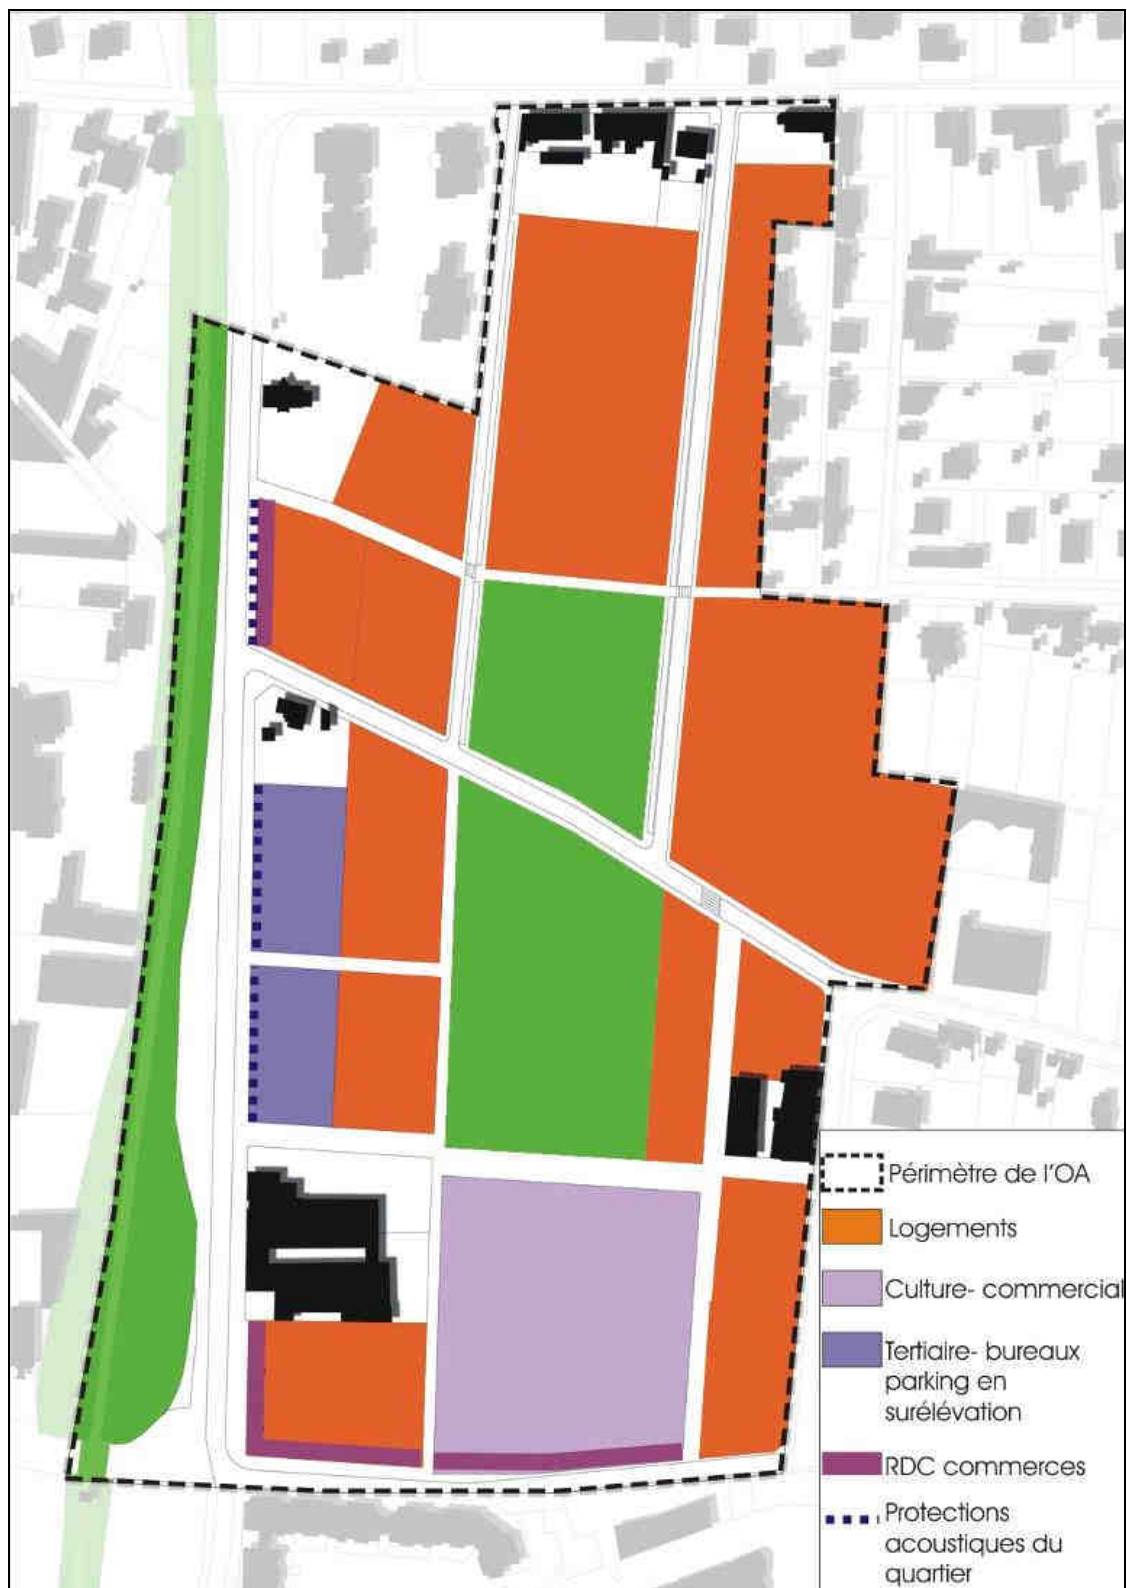 Périmètre de l'OA
Logements
Culture- commercial
Tertiaire- bureaux
parking en
surélévation
RDC commerces
Protections
acoustiques du
quartier